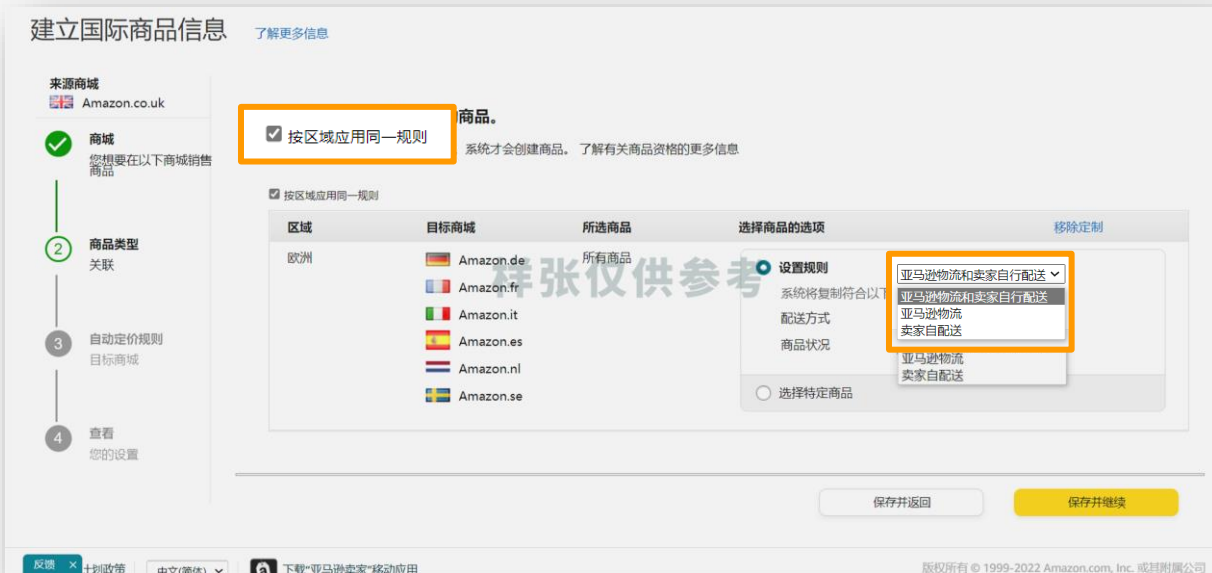 建立国际商品信息 了解更多信息
来源商城
Amazon.co.uk
商城
您想要在以下商城销售
商品
2
商品类型
关联
3
自动定价规则
目标商城
4
查看
您的设置
按区域应用同一规则
商品。
系统才会创建商品。 了解有关商品资格的更多信息
按区域应用同一规则
区域 目标商城 所选商品 选择商品的选项 移除定制
欧洲
Amazon.de
Amazon.fr
Amazon.it
Amazon.es
Amazon.nl
Amazon.se
所有商品
样张仅供参考
设置规则
系统将复制符合以下
配送方式
商品状况
亚马逊物流和卖家自行配送
亚马逊物流和卖家自行配送
亚马逊物流
卖家自配送
亚马逊物流
卖家自配送
选择特定商品
保存并返回 保存并继续
反馈 ×
计划政策
中文(简体)
下载“亚马逊卖家”移动应用
版权所有 © 1999-2022 Amazon.com, Inc. 或其附属公司